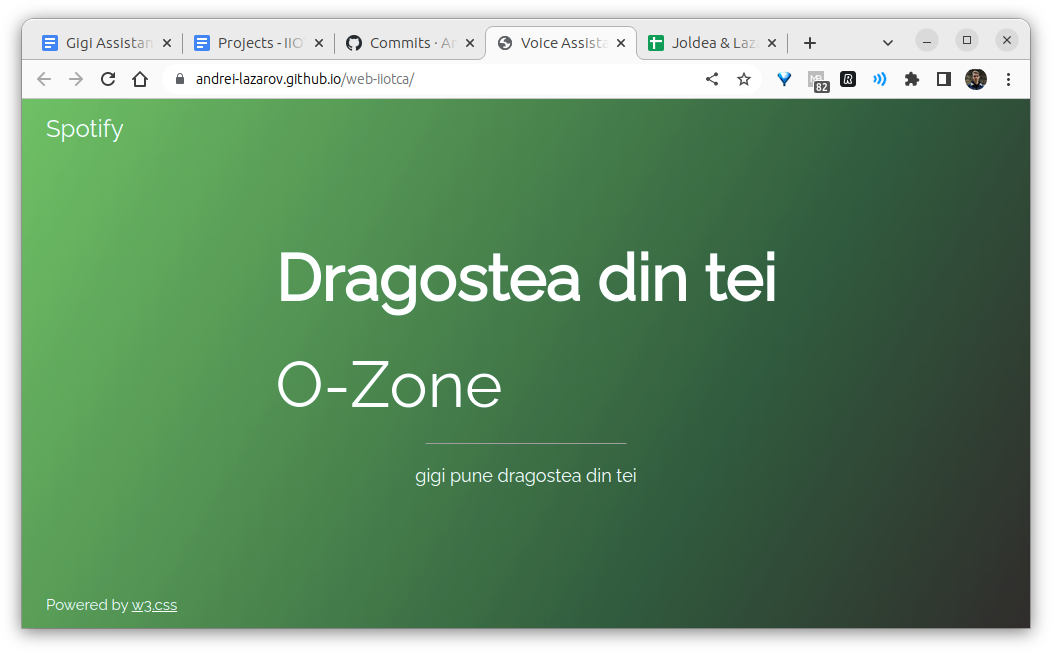 Gigi Assistan
Projects - IIO
Commits · A
Voice Assista
Joldea & Laz
andrei-lazarov.github.io/web-iiotca/
82
Spotify
Dragostea din tei
O-Zone
gigi pune dragostea din tei
Powered by w3.css